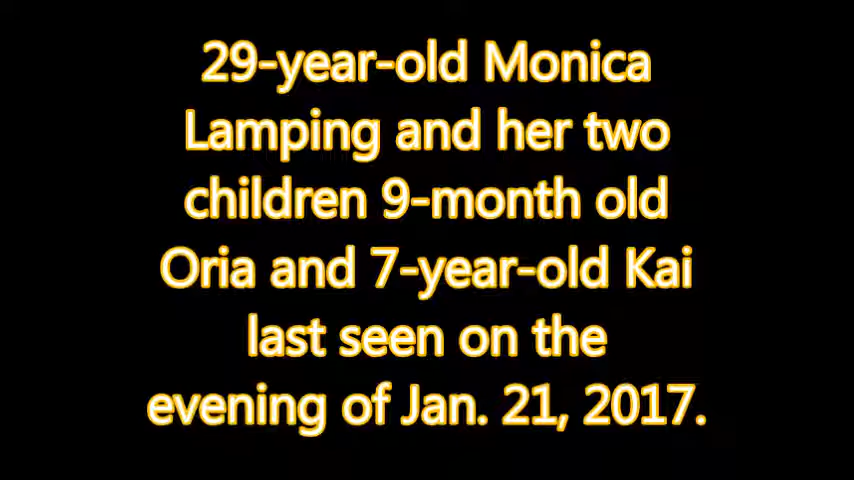 29-year-old Monica
Lamping and her two
children 9-month old
Oria and 7-year-old Kai
last seen on the
evening of Jan. 21, 2017.